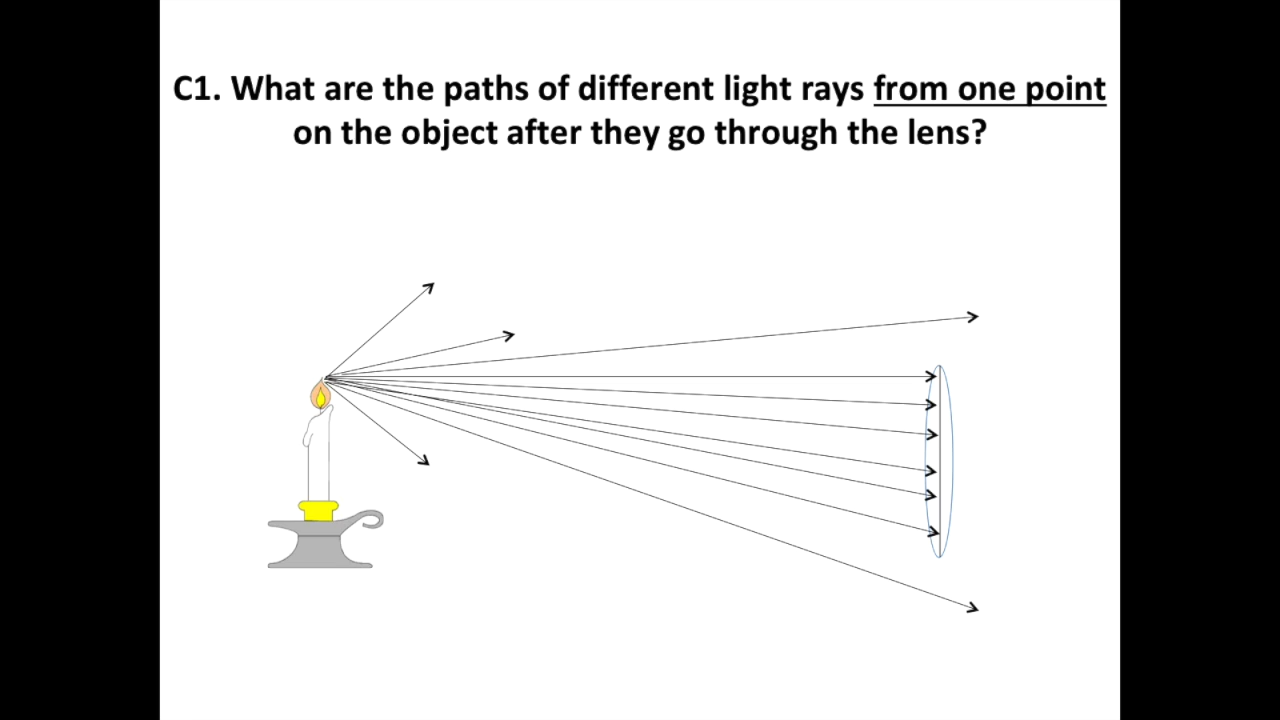 C1. What are the paths of different light rays from one point
on the object after they go through the lens?